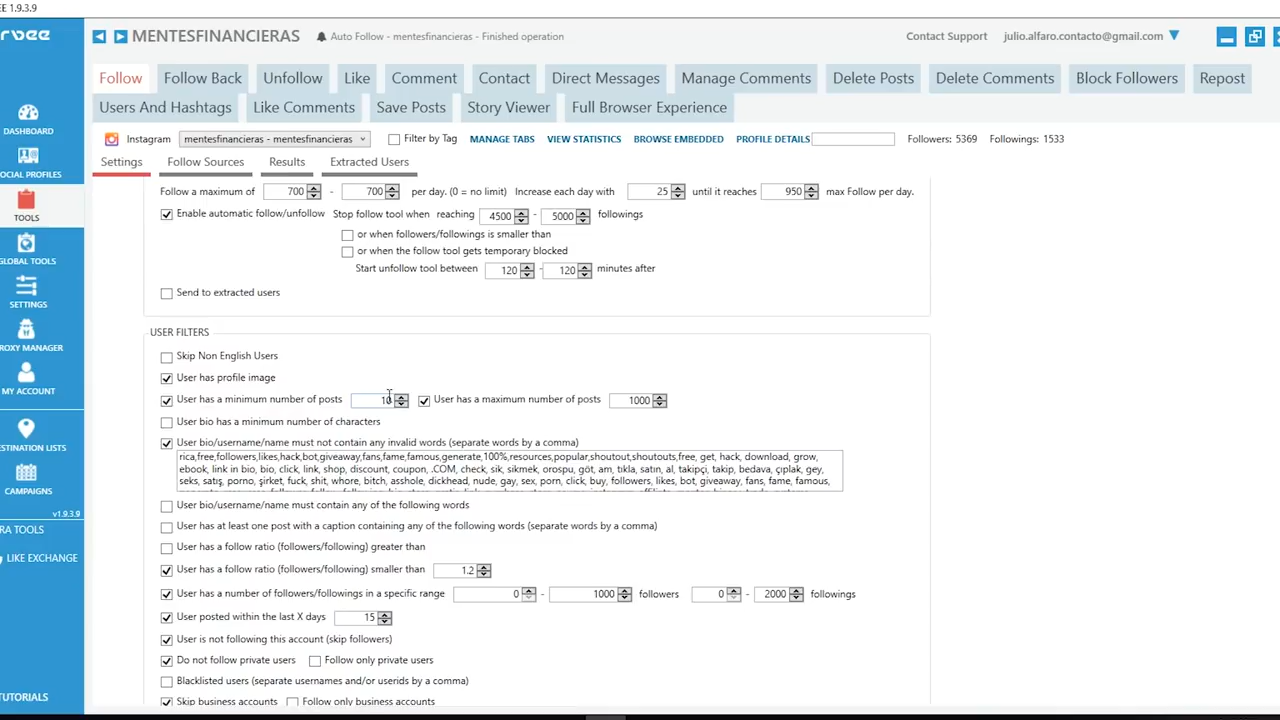 EE 1.9.3.9
MENTESFINANCIERAS Auto Follow - mentesfinancieras - Finished operation Contact Support julio.alfaro.contacto@gmail.com
Follow Follow Back Unfollow Like Comment Contact Direct Messages Manage Comments Delete Posts Delete Comments Block Followers Repost
Users And Hashtags Like Comments Save Posts Story Viewer Full Browser Experience
Instagram mentesfinancieras - mentesfinancieras Filter by Tag MANAGE TABS VIEW STATISTICS BROWSE EMBEDDED PROFILE DETAILS Followers: 5369 Followings: 1533
Settings Follow Sources Results Extracted Users
DASHBOARD
OCIAL PROFILES
TOOLS
GLOBAL TOOLS
SETTINGS
ROXY MANAGER
MY ACCOUNT
ESTINATION LISTS
CAMPAIGNS
v1.9.3.9
RA TOOLS
LIKE EXCHANGE
TUTORIALS
Follow a maximum of 700 - 700 per day. (0 = no limit) Increase each day with 25 until it reaches 950 max Follow per day.
Enable automatic follow/unfollow Stop follow tool when reaching 4500 - 5000 followings
or when followers/followings is smaller than
or when the follow tool gets temporary blocked
Start unfollow tool between 120 - 120 minutes after
Send to extracted users
USER FILTERS
Skip Non English Users
User has profile image
User has a minimum number of posts 10 User has a maximum number of posts 1000
User bio has a minimum number of characters
User bio/username/name must not contain any invalid words (separate words by a comma)
rica,free,followers,likes,hack,bot,giveaway,fans,fame,famous,generate,100%,resources,popular,shoutout,shoutouts,free, get, hack, download, grow,
ebook, link in bio, bio, click, link, shop, discount, coupon, .COM, check, sik, sikmek, orospu, göt, am, tıkla, satın, al, takipçi, takip, bedava, çıplak, gey,
seks, satış, porno, şirket, fuck, shit, whore, bitch, asshole, dickhead, nude, gay, sex, porn, click, buy, followers, likes, bot, giveaway, fans, fame, famous,
User bio/username/name must contain any of the following words
User has at least one post with a caption containing any of the following words (separate words by a comma)
User has a follow ratio (followers/following) greater than
User has a follow ratio (followers/following) smaller than 1.2
User has a number of followers/followings in a specific range 0 - 1000 followers 0 - 2000 followings
User posted within the last X days 15
User is not following this account (skip followers)
Do not follow private users Follow only private users
Blacklisted users (separate usernames and/or userids by a comma)
Skip business accounts Follow only business accounts